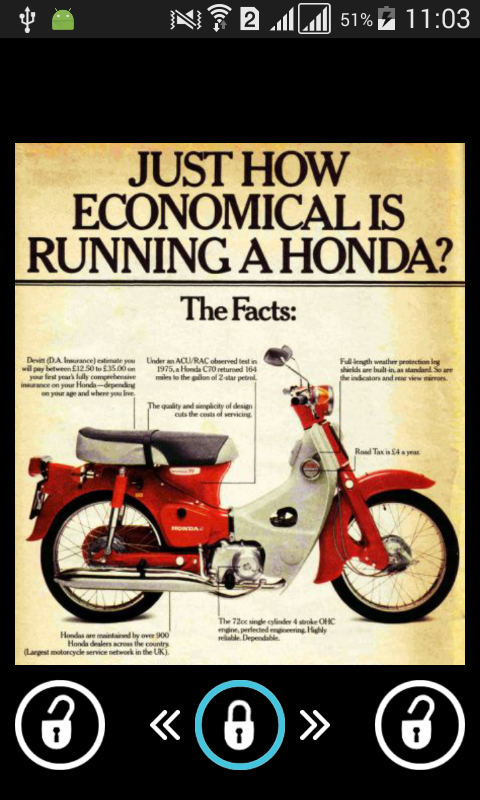 2
51%
11:03
JUST HOW
ECONOMICAL IS
RUNNING A HONDA?
The Facts:
Devitt (D.A. Insurance) estimate you
will pay between £12.50 to £35.00 on
your first year's fully comprehensive
insurance on your Honda—depending
on your age and where you live.
Under an ACU/RAC observed test in
1975, a Honda C70 returned 164
miles to the gallon of 2-star petrol.
Full-length weather protection leg
shields are built-in, as standard. So are
the indicators and rear view mirrors.
The quality and simplicity of design
cuts the costs of servicing.
Road Tax is £4 a year.
HONDA
The 72cc single cylinder 4 stroke OHC
engine, perfected engineering. Highly
reliable. Dependable.
Hondas are maintained by over 900
Honda dealers across the country.
(Largest motorcycle service network in the UK).